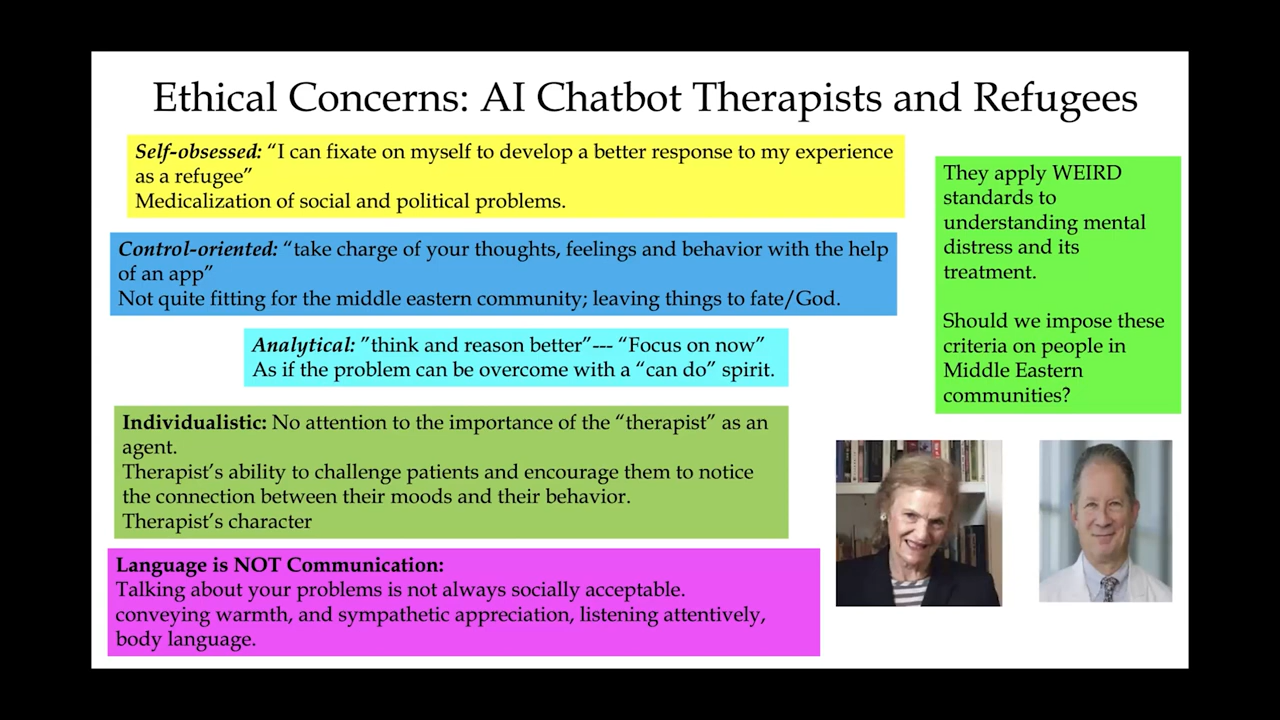 Ethical Concerns: AI Chatbot Therapists and Refugees
Self-obsessed: “I can fixate on myself to develop a better response to my experience
as a refugee”
Medicalization of social and political problems.
Control-oriented: “take charge of your thoughts, feelings and behavior with the help
of an app”
Not quite fitting for the middle eastern community; leaving things to fate/God.
Analytical: ”think and reason better”--- “Focus on now”
As if the problem can be overcome with a “can do” spirit.
Individualistic: No attention to the importance of the “therapist” as an
agent.
Therapist’s ability to challenge patients and encourage them to notice
the connection between their moods and their behavior.
Therapist’s character
Language is NOT Communication:
Talking about your problems is not always socially acceptable.
conveying warmth, and sympathetic appreciation, listening attentively,
body language.
They apply WEIRD
standards to
understanding mental
distress and its
treatment.
Should we impose these
criteria on people in
Middle Eastern
communities?